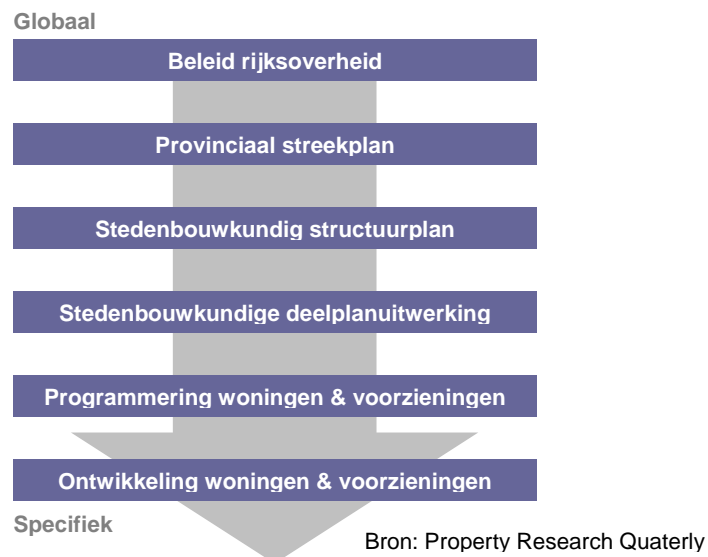 Globaal
Beleid rijksoverheid
Provinciaal streekplan
Stedenbouwkundig structuurplan
Stedenbouwkundige deelplanuitwerking
Programmering woningen & voorzieningen
Ontwikkeling woningen & voorzieningen
Specifiek
Bron: Property Research Quaterly